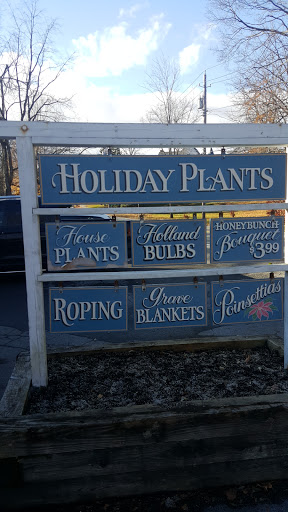 HOLIDAY PLANTS
House
PLANTS
Holland
BULBS
HONEYBUNCH
Bouquet
$3.99
ROPING
Grave
BLANKETS
Poinsettias